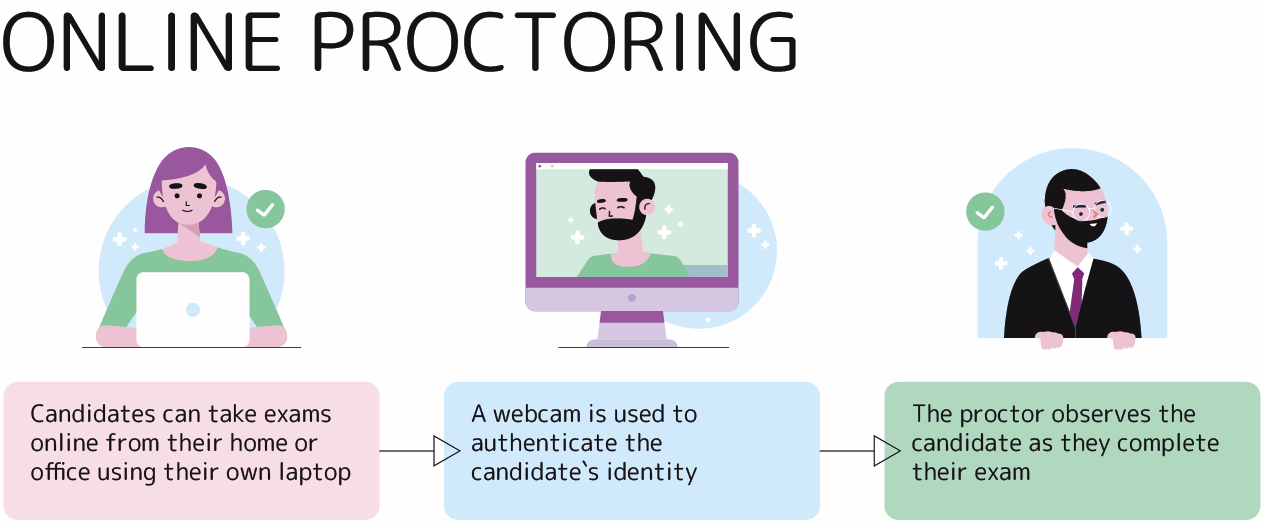 ONLINE PROCTORING
Candidates can take exams
online from their home or
office using their own laptop
A webcam is used to
authenticate the
candidate`s identity
The proctor observes the
candidate as they complete
their exam